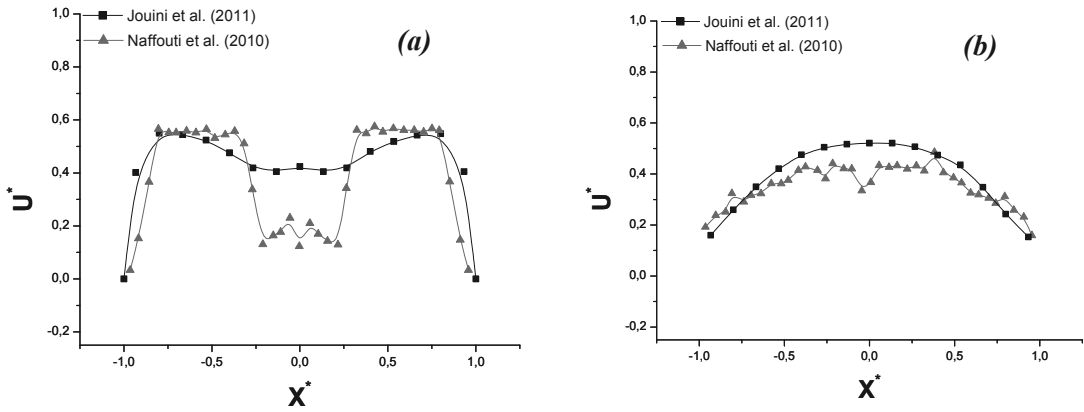 Jouini et al. (2011)
Naffouti et al. (2010)
(a)
1,0
0,8
0,6
0,4
0,2
0,0
-0,2
U*
-1,0 -0,5 0,0 0,5 1,0
X*
Jouini et al. (2011)
Naffouti et al. (2010)
(b)
1,0
0,8
0,6
0,4
0,2
0,0
-0,2
U*
-1,0 -0,5 0,0 0,5 1,0
X*